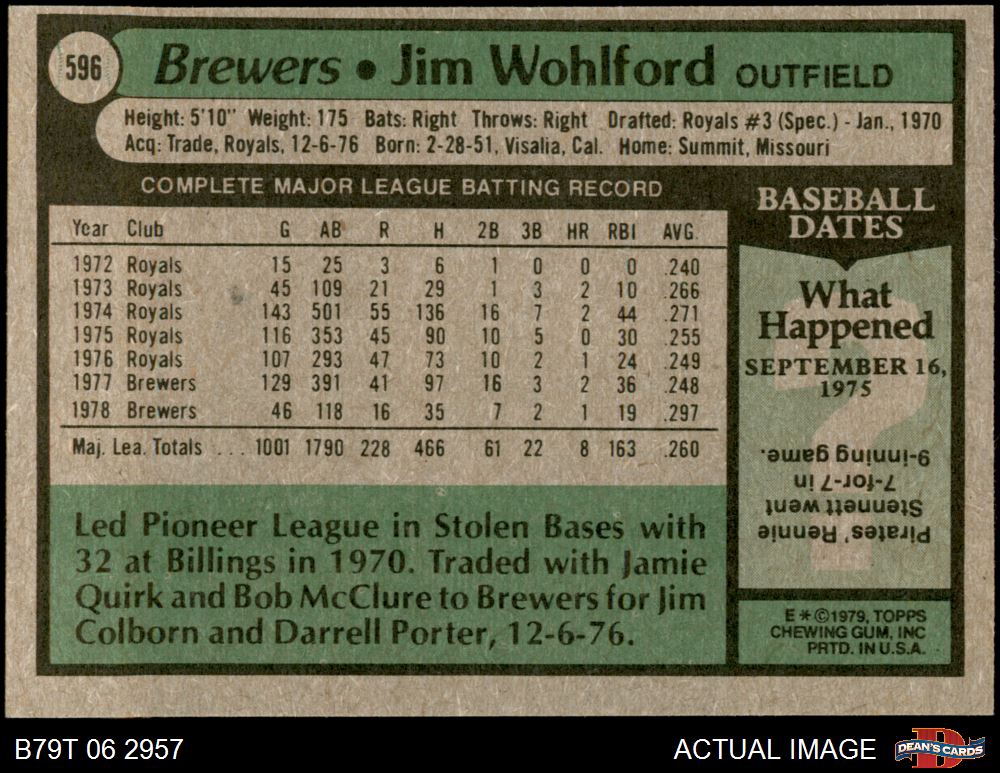 596
Brewers • Jim Wohlford OUTFIELD
Height: 5'10" Weight: 175 Bats: Right Throws: Right Drafted: Royals #3 (Spec.) - Jan., 1970
Acq: Trade, Royals, 12-6-76 Born: 2-28-51, Visalia, Cal. Home: Summit, Missouri
COMPLETE MAJOR LEAGUE BATTING RECORD
Year Club G AB R H 2B 3B HR RBI AVG.
1972 Royals 15 25 3 6 1 0 0 0 .240
1973 Royals 45 109 21 29 1 3 2 10 .266
1974 Royals 143 501 55 136 16 7 2 44 .271
1975 Royals 116 353 45 90 10 5 0 30 .255
1976 Royals 107 293 47 73 10 2 1 24 .249
1977 Brewers 129 391 41 97 16 3 2 36 .248
1978 Brewers 46 118 16 35 7 2 1 19 .297
Maj. Lea. Totals . . . 1001 1790 228 466 61 22 8 163 .260
Led Pioneer League in Stolen Bases with
32 at Billings in 1970. Traded with Jamie
Quirk and Bob McClure to Brewers for Jim
Colborn and Darrell Porter, 12-6-76.
BASEBALL
DATES
What
Happened
SEPTEMBER 16,
1975
Pirates' Rennie
Stennett went
7-for-7 in
9-inning game.
E*©1979, TOPPS
CHEWING GUM, INC
PRTD. IN U.S.A.
B79T 06 2957
ACTUAL IMAGE
DEAN'S CARDS